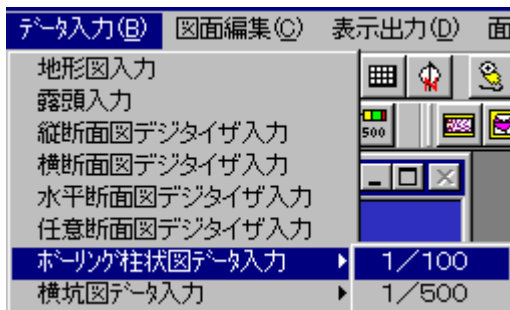 ﾃﾞｰﾀ入力(B) 図面編集(C) 表示出力(D) 面
地形図入力
露頭入力
縦断面図デジタイザ入力
横断面図デジタイザ入力
水平断面図デジタイザ入力
任意断面図デジタイザ入力
ﾎﾞｰﾘﾝｸﾞ柱状図ﾃﾞｰﾀ入力 1／100
横坑図ﾃﾞｰﾀ入力 1／500
500